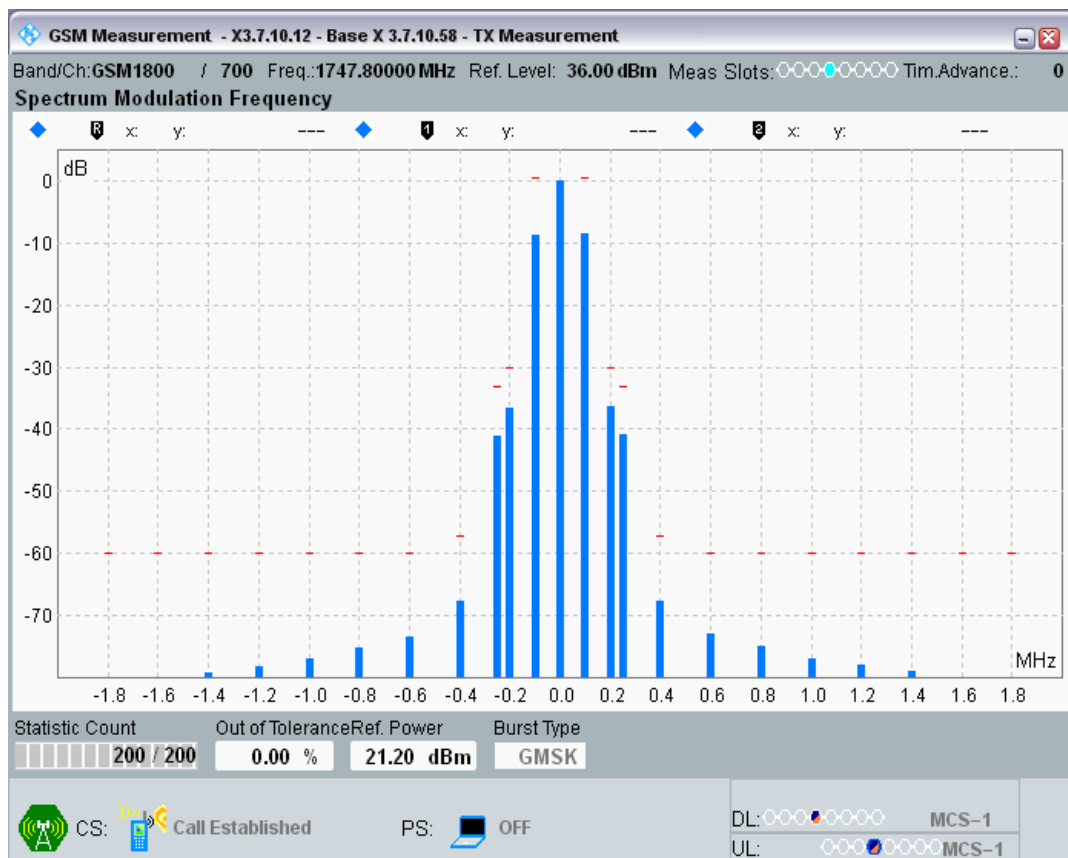 GSM Measurement - X3.7.10.12 - Base X 3.7.10.58 - TX Measurement
Band/Ch:GSM1800 / 700 Freq.:1747.80000 MHz Ref. Level: 36.00 dBm Meas Slots: Tim.Advance.: 0
Spectrum Modulation Frequency
R x: y: --- 1 x: y: --- 2 x: y: ---
dB
0
-10
-20
-30
-40
-50
-60
-70
MHz
-1.8 -1.6 -1.4 -1.2 -1.0 -0.8 -0.6 -0.4 -0.2 0.0 0.2 0.4 0.6 0.8 1.0 1.2 1.4 1.6 1.8
Statistic Count Out of Tolerance Ref. Power Burst Type
200 / 200 0.00 % 21.20 dBm GMSK
CS: Call Established PS: OFF DL: MCS-1
UL: MCS-1